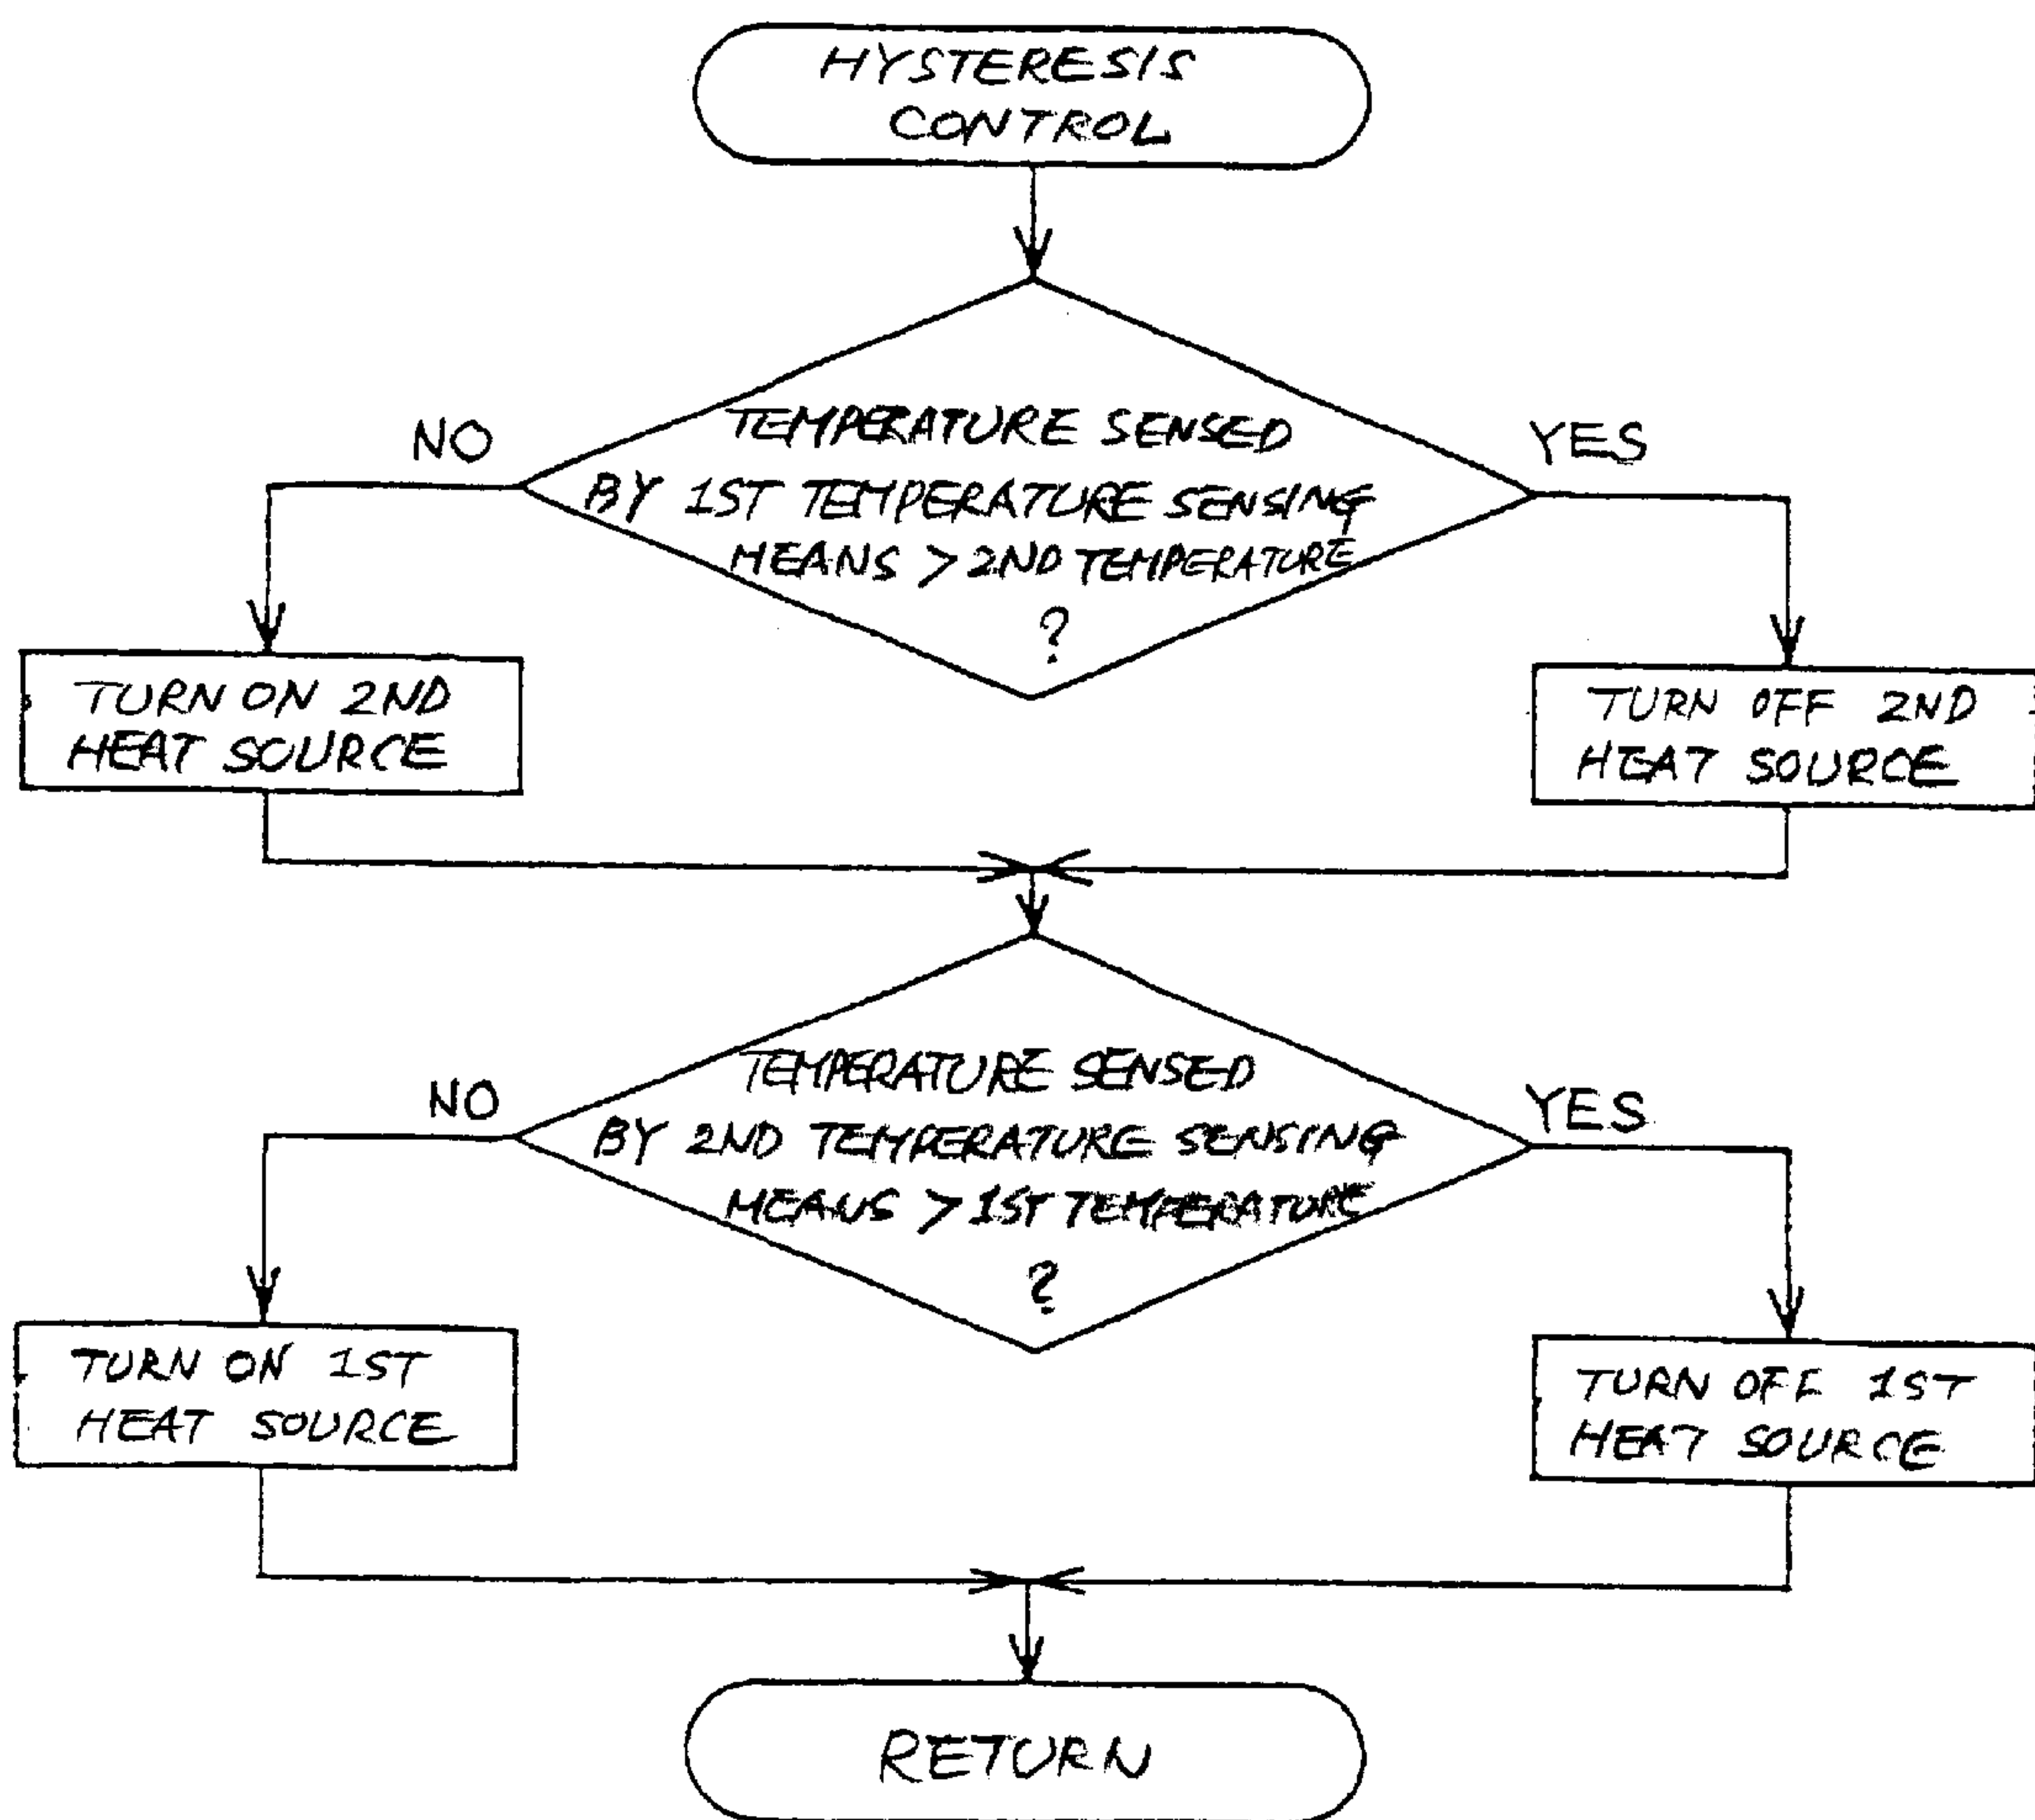 HYSTERESIS
CONTROL
TEMPERATURE SENSED
BY 1ST TEMPERATURE SENSING
MEANS > 2ND TEMPERATURE
?
NO
YES
TURN ON 2ND
HEAT SOURCE
TURN OFF 2ND
HEAT SOURCE
TEMPERATURE SENSED
BY 2ND TEMPERATURE SENSING
MEANS > 1ST TEMPERATURE
?
NO
YES
TURN ON 1ST
HEAT SOURCE
TURN OFF 1ST
HEAT SOURCE
RETURN